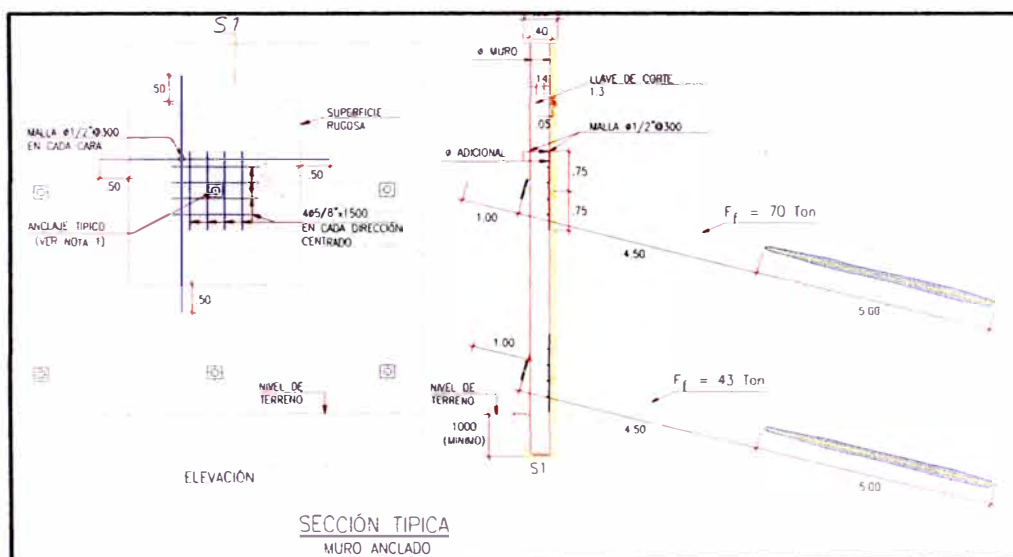 S1
.50
MALLA ø1/2"@300
EN CADA CARA
SUPERFICIE
RUGOSA
.50
.50
ANCLAJE TIPICO
(VER NOTA 1)
4ø5/8"x1500
EN CADA DIRECCIÓN
CENTRADO
.50
NIVEL DE
TERRENO
ELEVACIÓN
.40
ø MURO
.14
LLAVE DE CORTE
1.3
.05
MALLA ø1/2"@300
ø ADICIONAL
.75
.75
1.00
4.50
Ff = 70 Ton
5.00
1.00
NIVEL DE
TERRENO
1000
(MINIMO)
4.50
Ff = 43 Ton
5.00
S1
SECCIÓN TIPICA
MURO ANCLADO